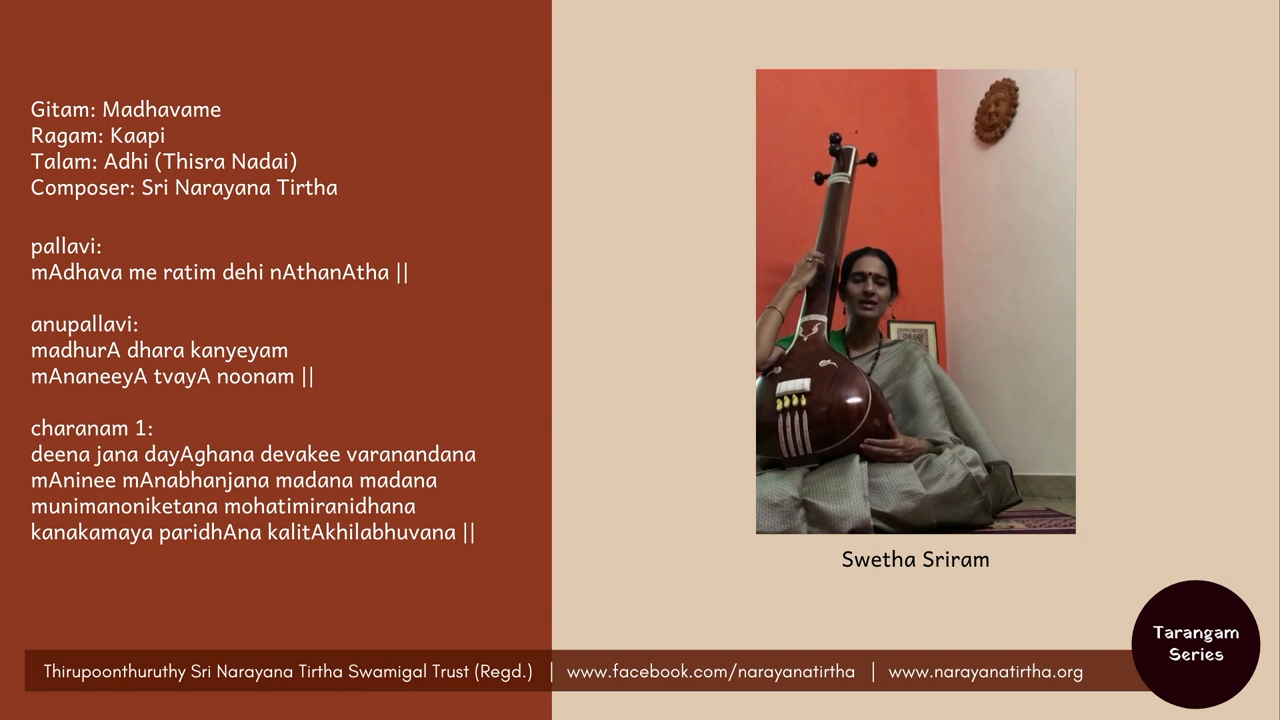 Gitam: Madhavame
Ragam: Kaapi
Talam: Adhi (Thisra Nadai)
Composer: Sri Narayana Tirtha
pallavi:
mAdhava me ratim dehi nAthanAtha ||
anupallavi:
madhurA dhara kanyeyam
mAnaneeyA tvayA noonam ||
charanam 1:
deena jana dayAghana devakee varanandana
mAninee mAnabhanjana madana madana
munimanoniketana mohatimiranidhana
kanakamaya paridhAna kalitAkhilabhuvana ||
Swetha Sriram
Tarangam
Series
Thirupoonthuruthy Sri Narayana Tirtha Swamigal Trust (Regd.) | www.facebook.com/narayanatirtha | www.narayanatirtha.org